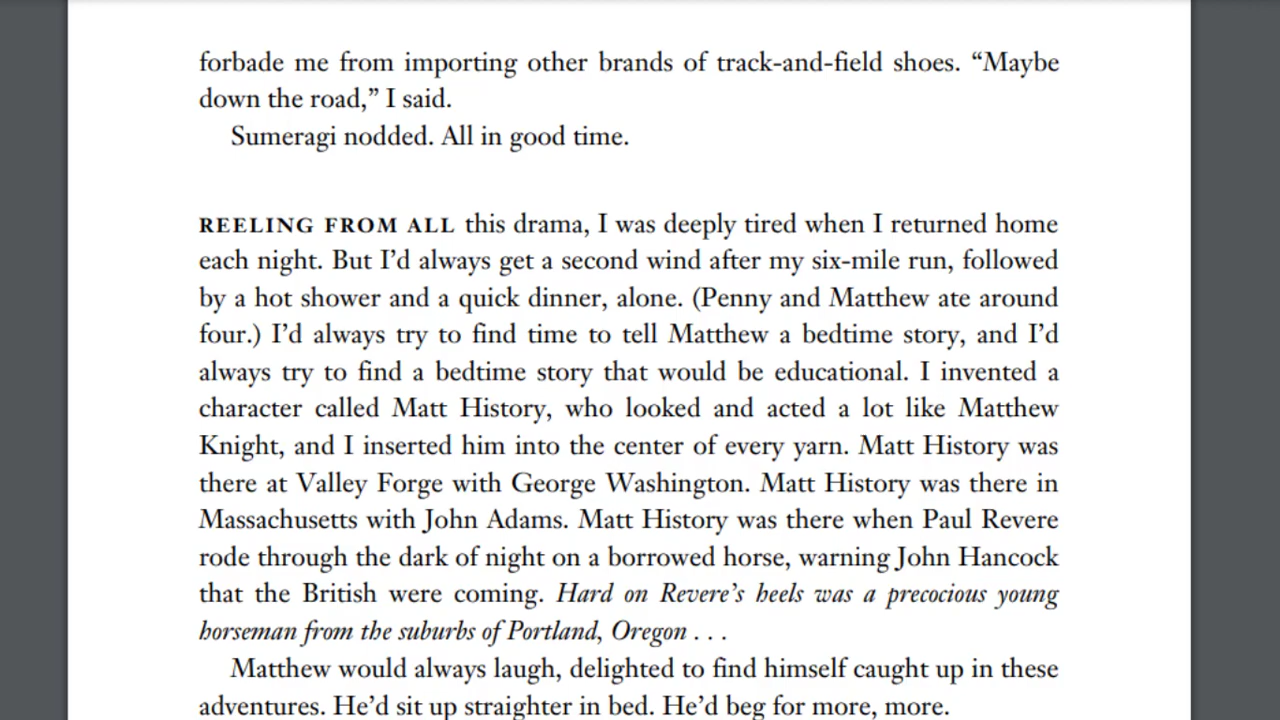 forbade me from importing other brands of track-and-field shoes. “Maybe
down the road,” I said.
Sumeragi nodded. All in good time.
REELING FROM ALL this drama, I was deeply tired when I returned home
each night. But I’d always get a second wind after my six-mile run, followed
by a hot shower and a quick dinner, alone. (Penny and Matthew ate around
four.) I’d always try to find time to tell Matthew a bedtime story, and I’d
always try to find a bedtime story that would be educational. I invented a
character called Matt History, who looked and acted a lot like Matthew
Knight, and I inserted him into the center of every yarn. Matt History was
there at Valley Forge with George Washington. Matt History was there in
Massachusetts with John Adams. Matt History was there when Paul Revere
rode through the dark of night on a borrowed horse, warning John Hancock
that the British were coming. Hard on Revere’s heels was a precocious young
horseman from the suburbs of Portland, Oregon . . .
Matthew would always laugh, delighted to find himself caught up in these
adventures. He’d sit up straighter in bed. He’d beg for more, more.